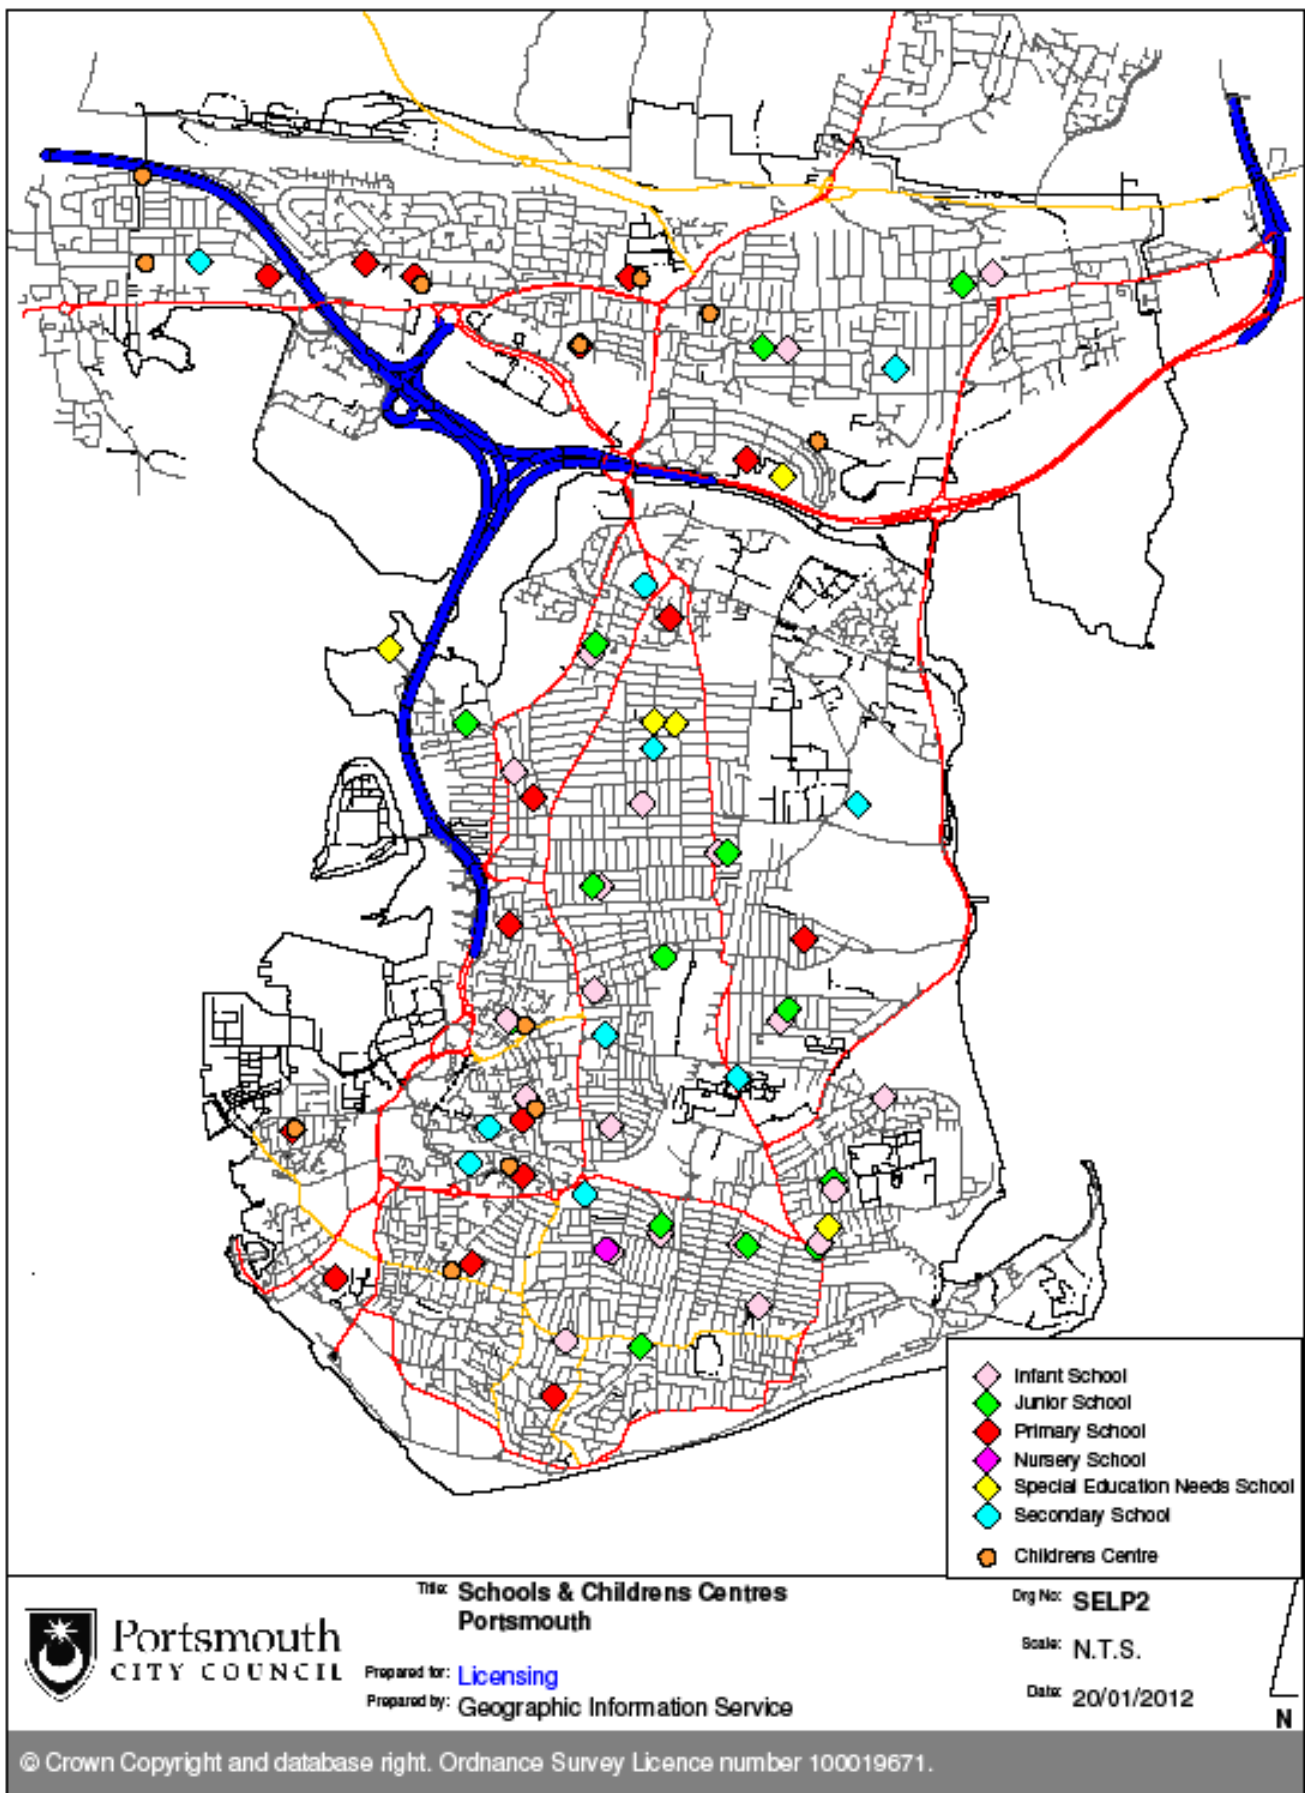 Infant School
Junior School
Primary School
Nursery School
Special Education Needs School
Secondary School
Childrens Centre
Title: Schools & Childrens Centres
Portsmouth
Prepared for: Licensing
Prepared by: Geographic Information Service
Drg No: SELP2
Scale: N.T.S.
Date: 20/01/2012
N
Portsmouth
CITY COUNCIL
© Crown Copyright and database right. Ordnance Survey Licence number 100019671.